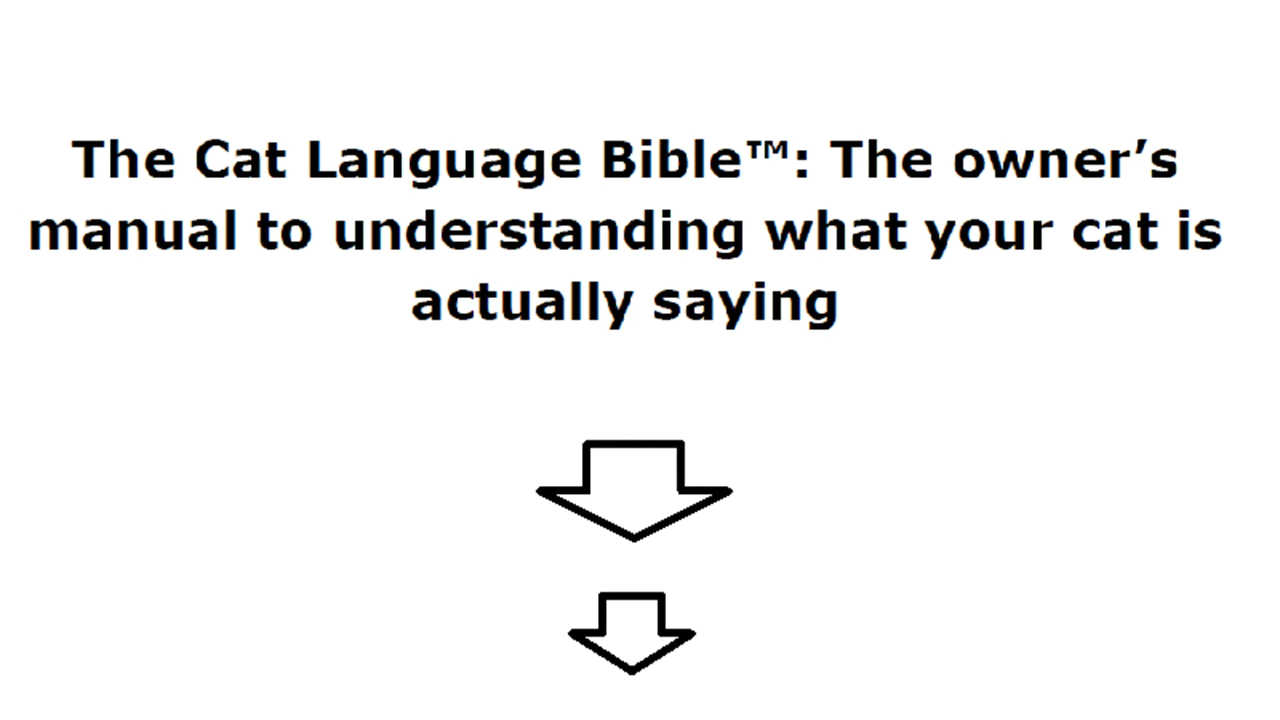 The Cat Language Bible™: The owner’s
manual to understanding what your cat is
actually saying